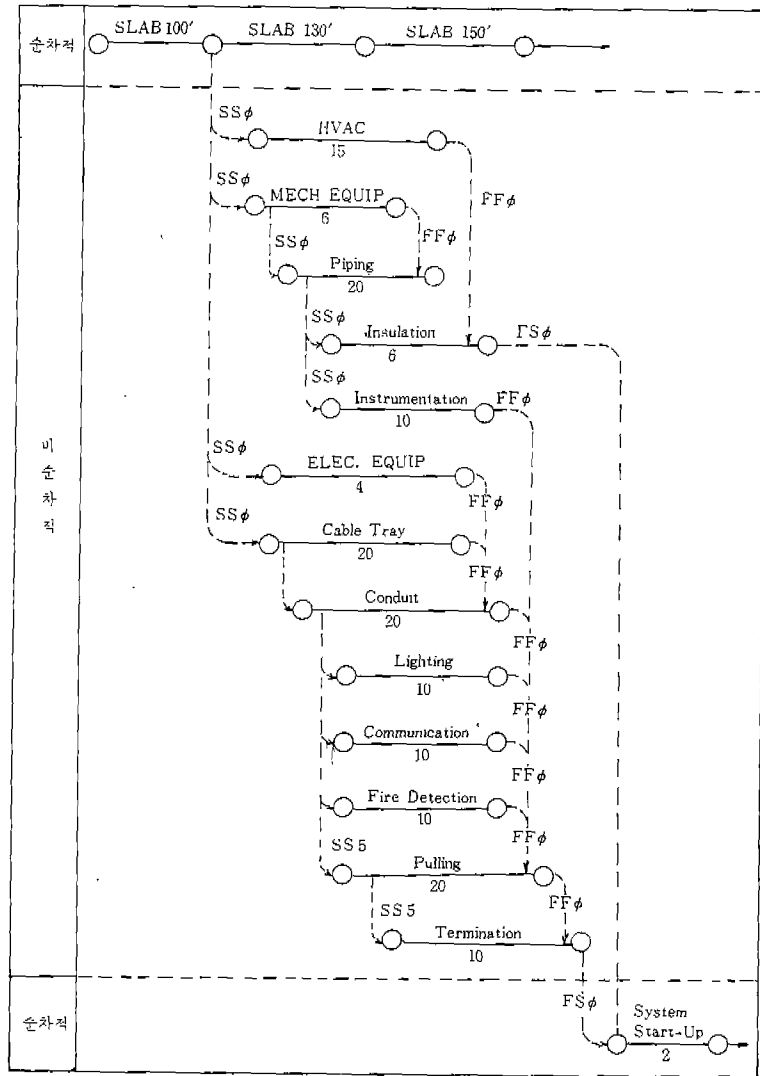 순차적
SLAB 100′ SLAB 130′ SLAB 150′
SSφ
HVAC
15
SSφ
MECH EQUIP
6
FFφ
SSφ
FFφ
Piping
20
SSφ
Insulation
6
FSφ
SSφ
Instrumentation
10
FFφ
비순차적
SSφ
ELEC. EQUIP
4
FFφ
SSφ
Cable Tray
20
FFφ
Conduit
20
FFφ
Lighting
10
FFφ
Communication
10
FFφ
Fire Detection
10
FFφ
SS 5
Pulling
20
FFφ
SS 5
Termination
10
FSφ
순차적
System
Start-Up
2